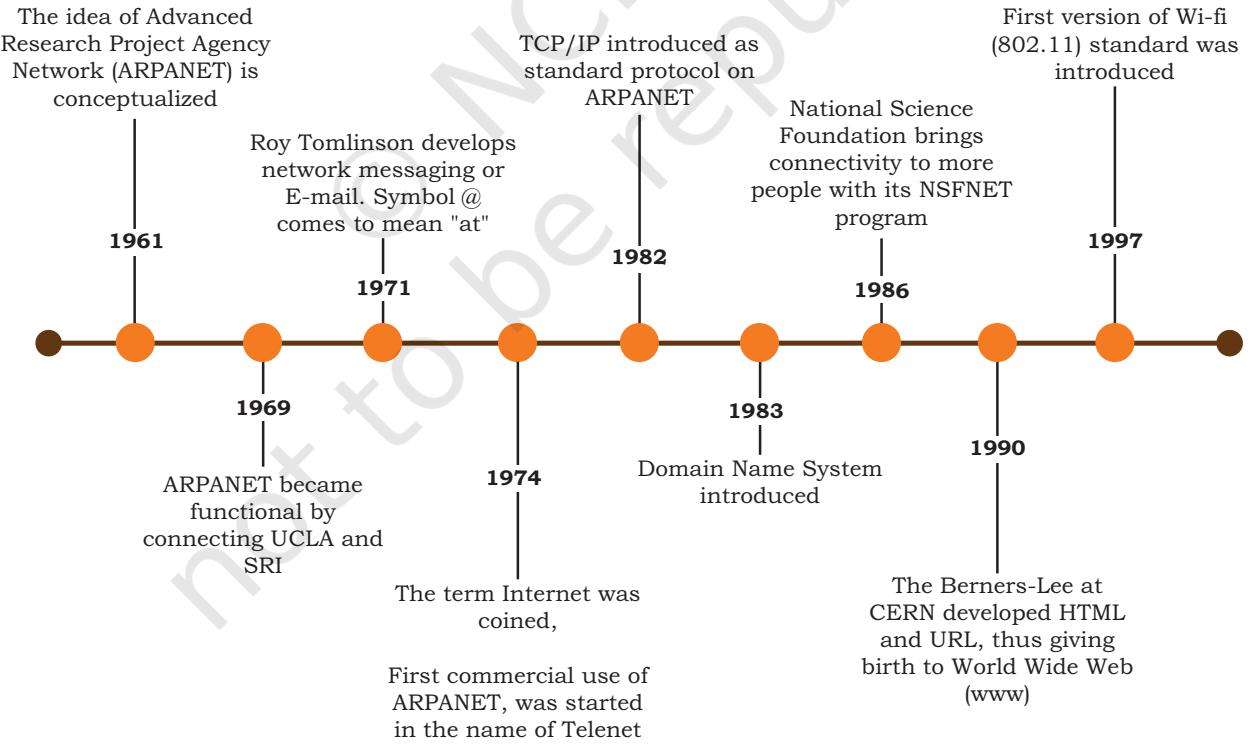 The idea of Advanced
Research Project Agency
Network (ARPANET) is
conceptualized
1961
ARPANET became
functional by
connecting UCLA and
SRI
1969
Roy Tomlinson develops
network messaging or
E-mail. Symbol @
comes to mean "at"
1971
1974
The term Internet was
coined,
First commercial use of
ARPANET, was started
in the name of Telenet
TCP/IP introduced as
standard protocol on
ARPANET
1982
1983
Domain Name System
introduced
National Science
Foundation brings
connectivity to more
people with its NSFNET
program
1986
1990
The Berners-Lee at
CERN developed HTML
and URL, thus giving
birth to World Wide Web
(www)
First version of Wi-fi
(802.11) standard was
introduced
1997
©
not to be